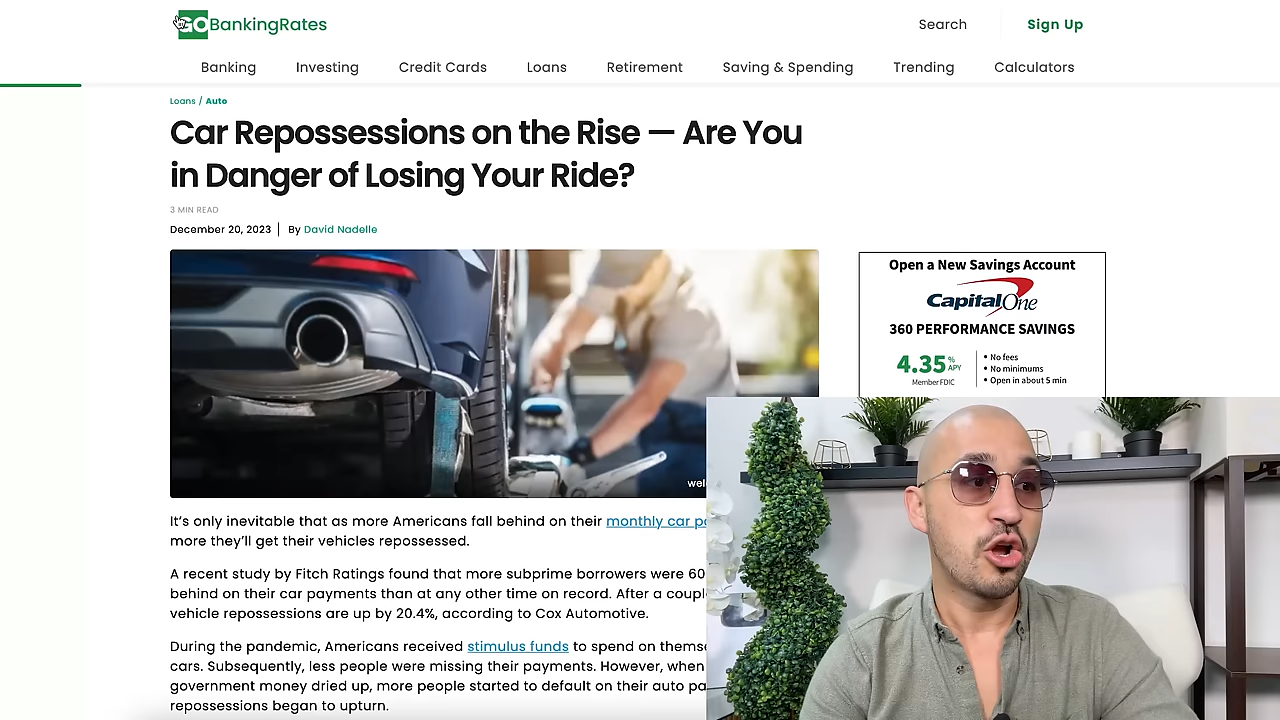 GOBankingRates
Search
Sign Up
Banking
Investing
Credit Cards
Loans
Retirement
Saving & Spending
Trending
Calculators
Loans / Auto
Car Repossessions on the Rise — Are You
in Danger of Losing Your Ride?
3 MIN READ
December 20, 2023 | By David Nadelle
Open a New Savings Account
CapitalOne
360 PERFORMANCE SAVINGS
4.35% APY
Member FDIC
• No fees
• No minimums
• Open in about 5 min
It's only inevitable that as more Americans fall behind on their monthly car
more they'll get their vehicles repossessed.
A recent study by Fitch Ratings found that more subprime borrowers were 60
behind on their car payments than at any other time on record. After a
vehicle repossessions are up by 20.4%, according to Cox Automotive.
During the pandemic, Americans received stimulus funds to spend on
cars. Subsequently, less people were missing their payments. However, when
government money dried up, more people started to default on their auto
repossessions began to upturn.